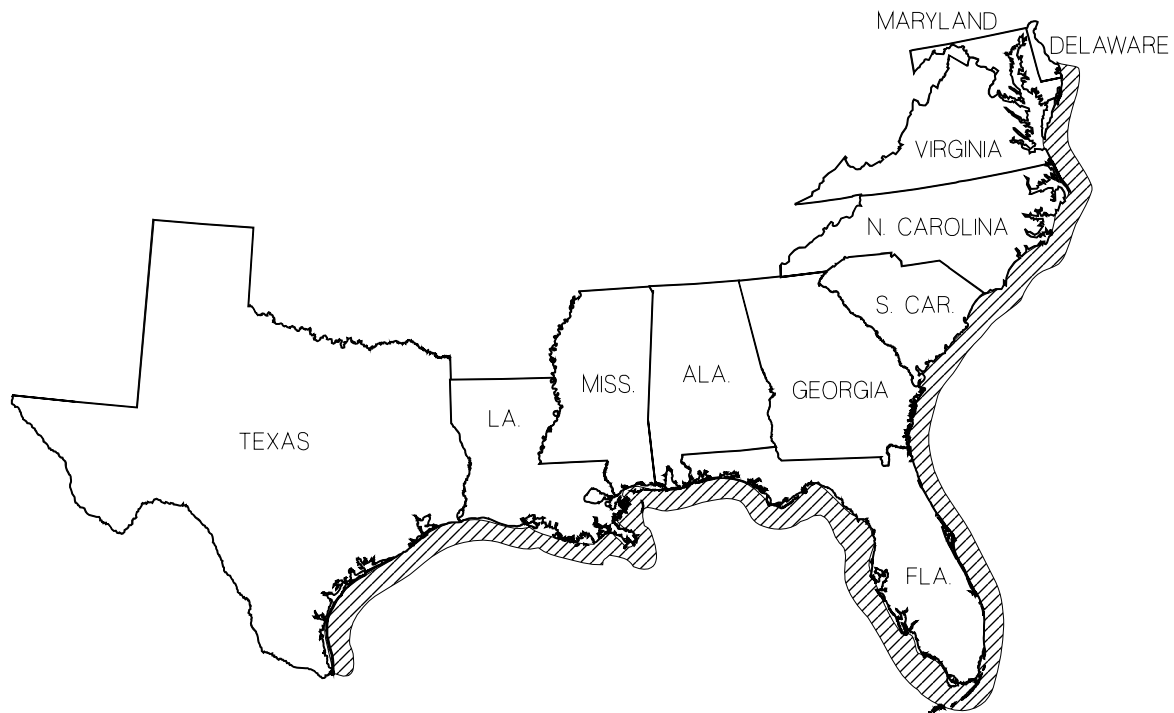 MARYLAND
DELAWARE
VIRGINIA
N. CAROLINA
S. CAR.
MISS.
ALA.
GEORGIA
LA.
TEXAS
FLA.